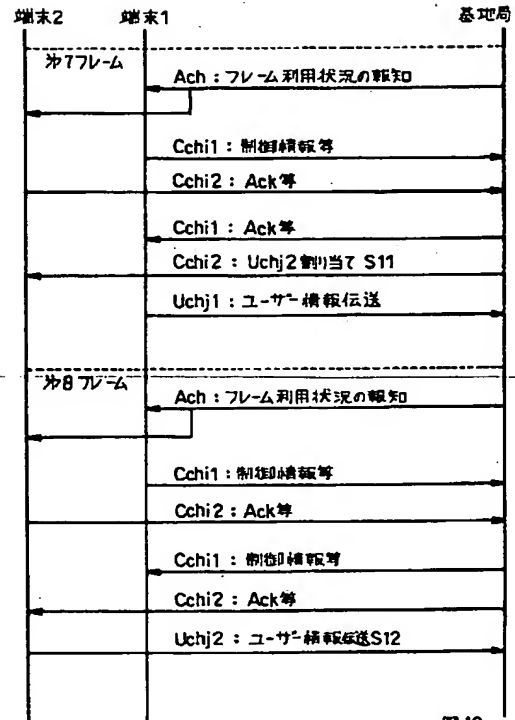 端末2 端末1 基地局
第7フレーム
Ach:フレーム利用状況の報知
Cchi1:制御情報等
Cchi2:Ack等
Cchi1:Ack等
Cchi2:Uchj2割り当て S11
Uchj1:ユーザー情報伝送
第8フレーム
Ach:フレーム利用状況の報知
Cchi1:制御情報等
Cchi2:Ack等
Cchi1:制御情報等
Cchi2:Ack等
Uchj2:ユーザー情報伝送S12